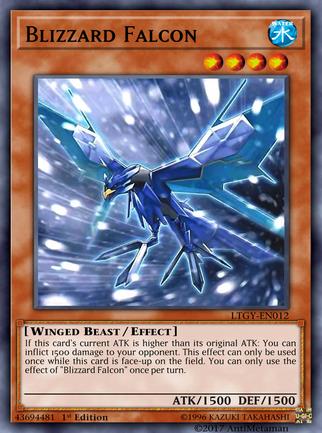 Blizzard Falcon
WATER
水
LTGY-EN012
[Winged Beast / Effect]
If this card's current ATK is higher than its original ATK: You can
inflict 1500 damage to your opponent. This effect can only be
used once while this card is face-up on the field. You can only use the
effect of "Blizzard Falcon" once per turn.
ATK/1500 DEF/1500
43694481 1st Edition ©1996 KAZUKI TAKAHASHI
©2017 AntiMetaman